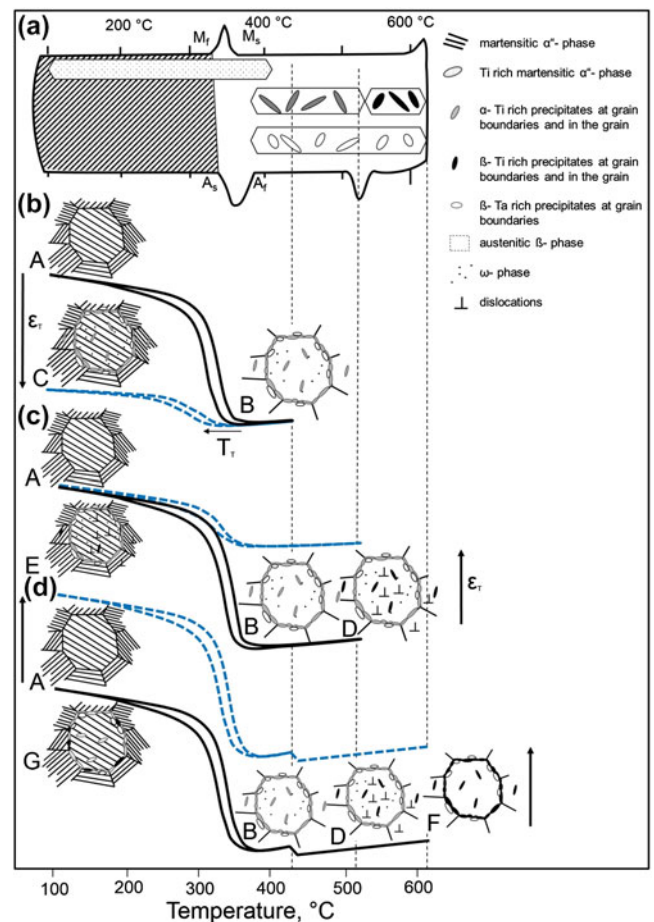 (a)
200 °C
400 °C
600 °C
Mf
Ms
As
Af
martensitic α"- phase
Ti rich martensitic α"- phase
α- Ti rich precipitates at grain
boundaries and in the grain
ß- Ti rich precipitates at grain
boundaries and in the grain
ß- Ta rich precipitates at grain
boundaries
austenitic ß- phase
ω- phase
dislocations
(b)
A
εT
C
B
TT
(c)
A
E
B
D
εT
(d)
A
G
B
D
F
100
200
300
400
500
600
Temperature, °C